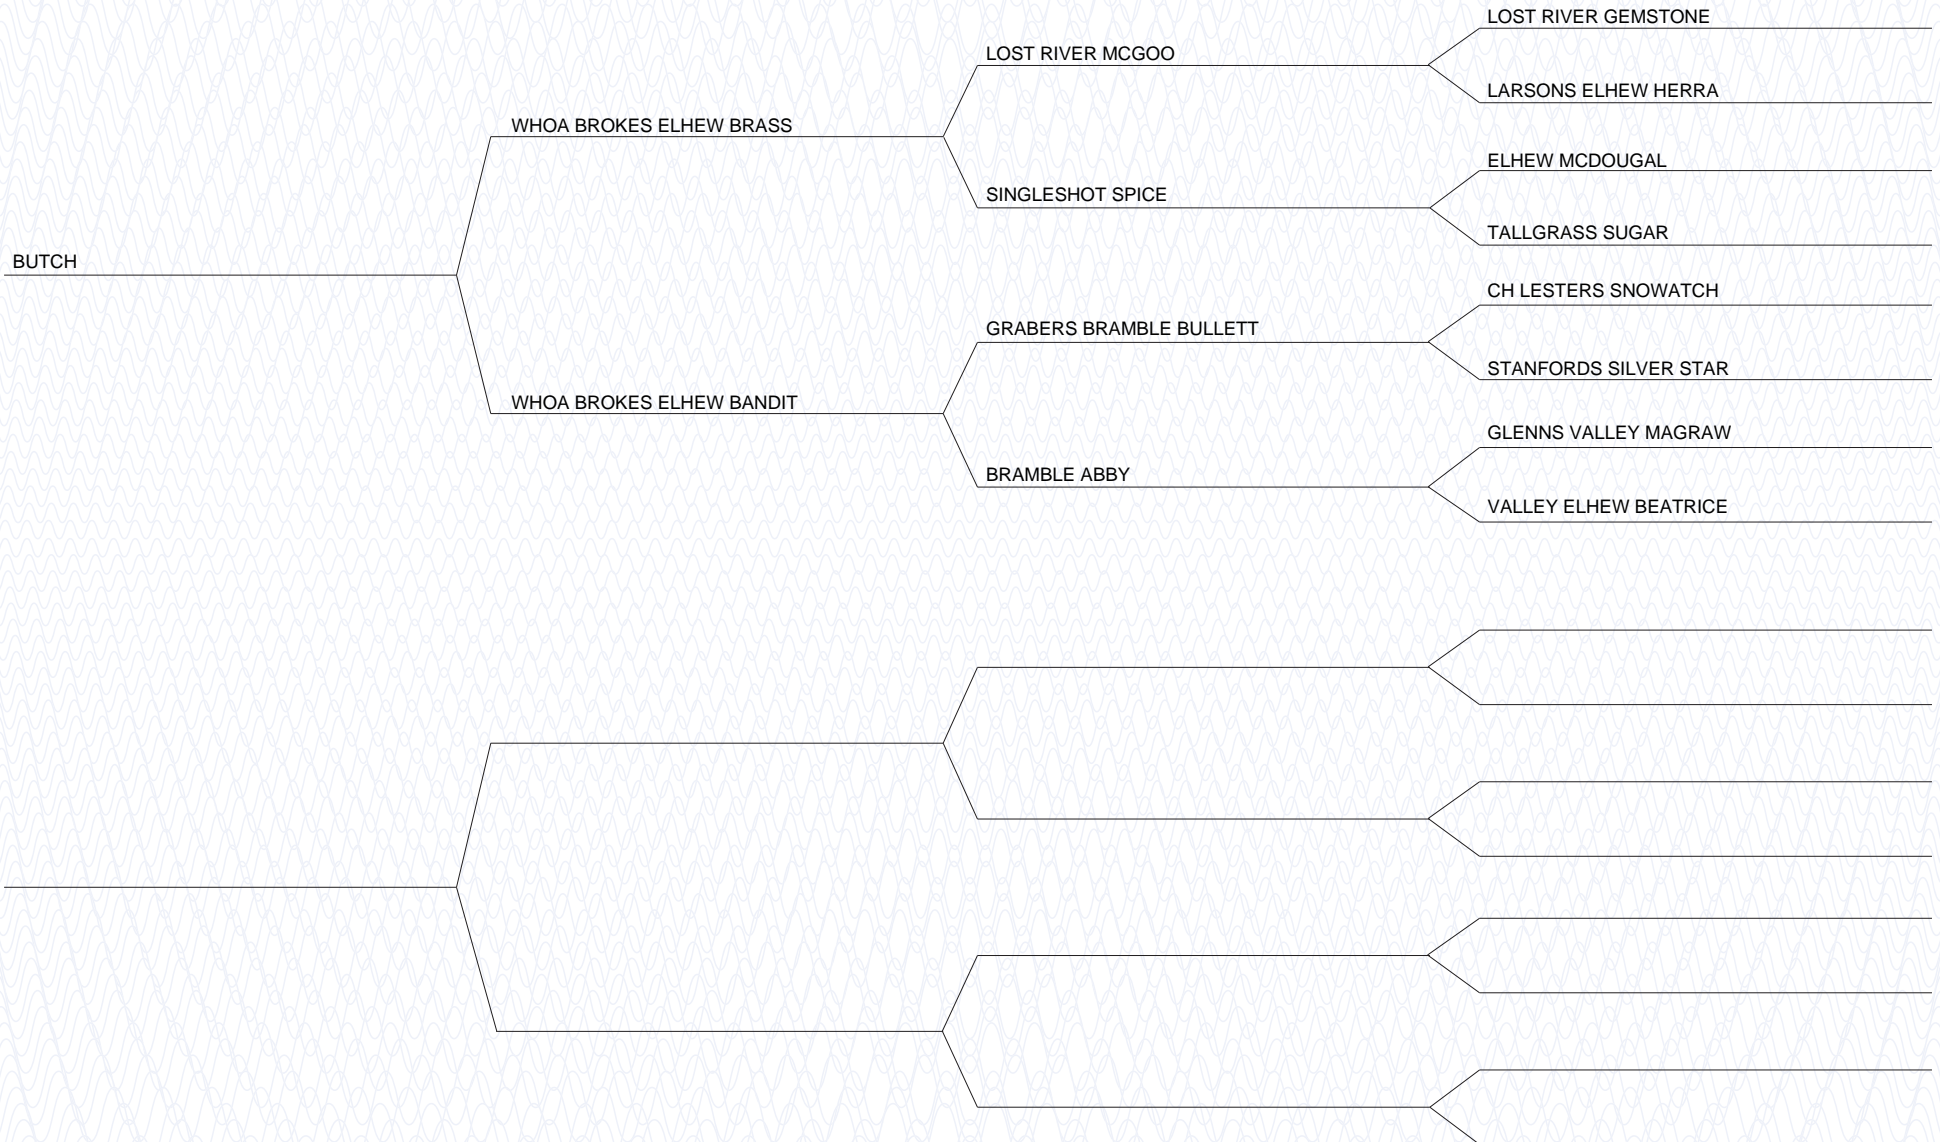 LOST RIVER GEMSTONE
LOST RIVER MCGOO
LARSONS ELHEW HERRA
WHOA BROKES ELHEW BRASS
ELHEW MCDOUGAL
SINGLESHOT SPICE
TALLGRASS SUGAR
BUTCH
CH LESTERS SNOWATCH
GRABERS BRAMBLE BULLETT
STANFORDS SILVER STAR
WHOA BROKES ELHEW BANDIT
GLENNS VALLEY MAGRAW
BRAMBLE ABBY
VALLEY ELHEW BEATRICE